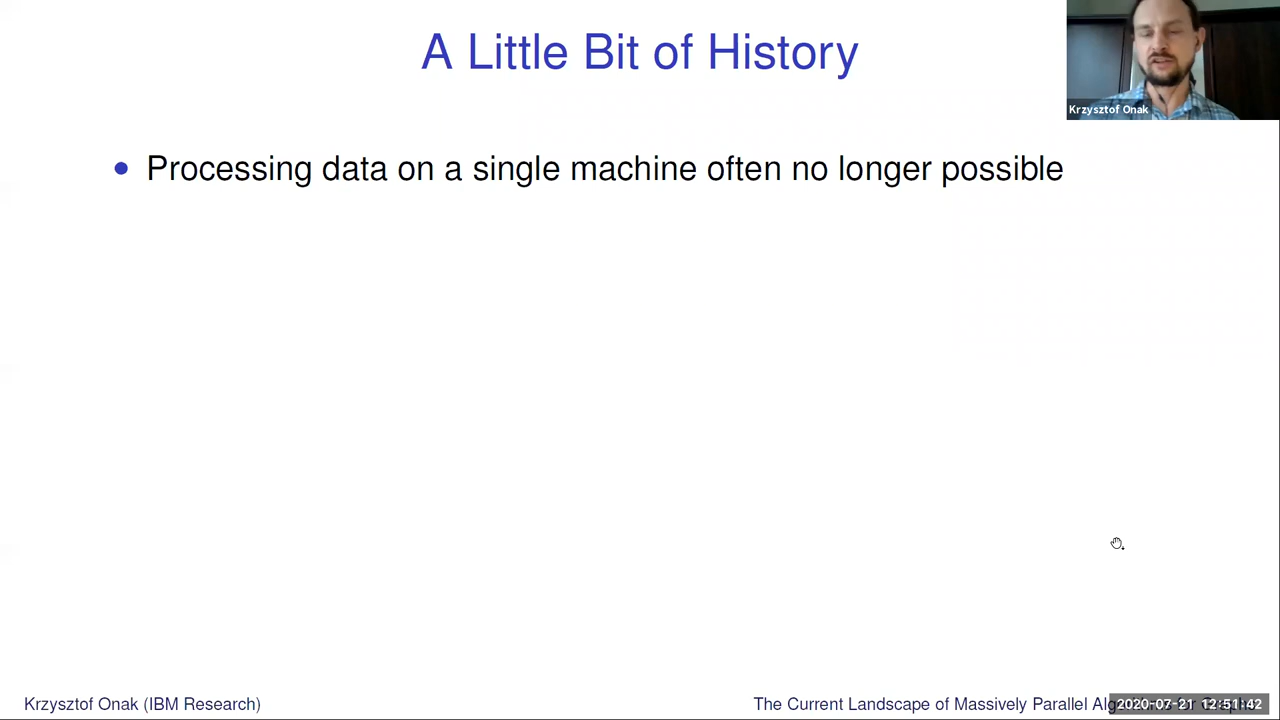 A Little Bit of History
Krzysztof Onak
• Processing data on a single machine often no longer possible
Krzysztof Onak (IBM Research)
The Current Landscape of Massively Parallel
2020-07-21 12:51:42